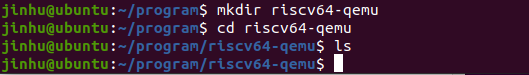 jinhu@ubuntu:~/program$ mkdir riscv64-qemu
jinhu@ubuntu:~/program$ cd riscv64-qemu
jinhu@ubuntu:~/program/riscv64-qemu$ ls
jinhu@ubuntu:~/program/riscv64-qemu$